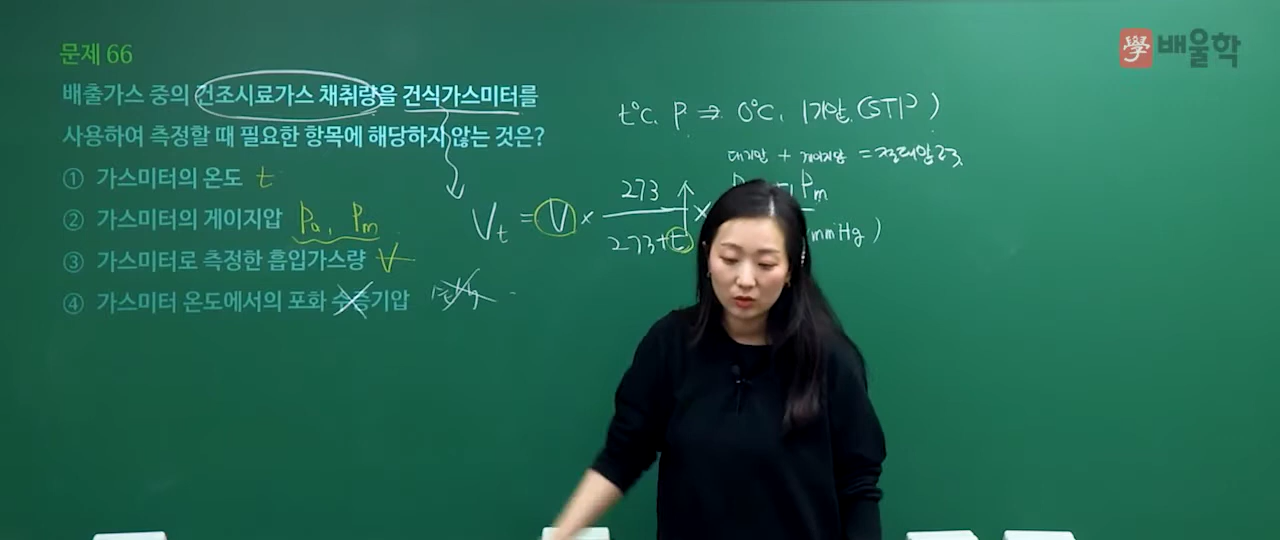 문제 66
배출가스 중의 건조시료가스 채취량을 건식가스미터를
사용하여 측정할 때 필요한 항목에 해당하지 않는 것은?
① 가스미터의 온도 t
② 가스미터의 게이지압 Pa, Pm
③ 가스미터로 측정한 흡입가스량 V
④ 가스미터 온도에서의 포화 수증기압
學 배울학
t℃, P ⇒ 0℃, 1기압 (STP)
대기압 + 게이지압 = 절대압력
Vt = V × 273 / 273+t ×
Pm
mmHg)